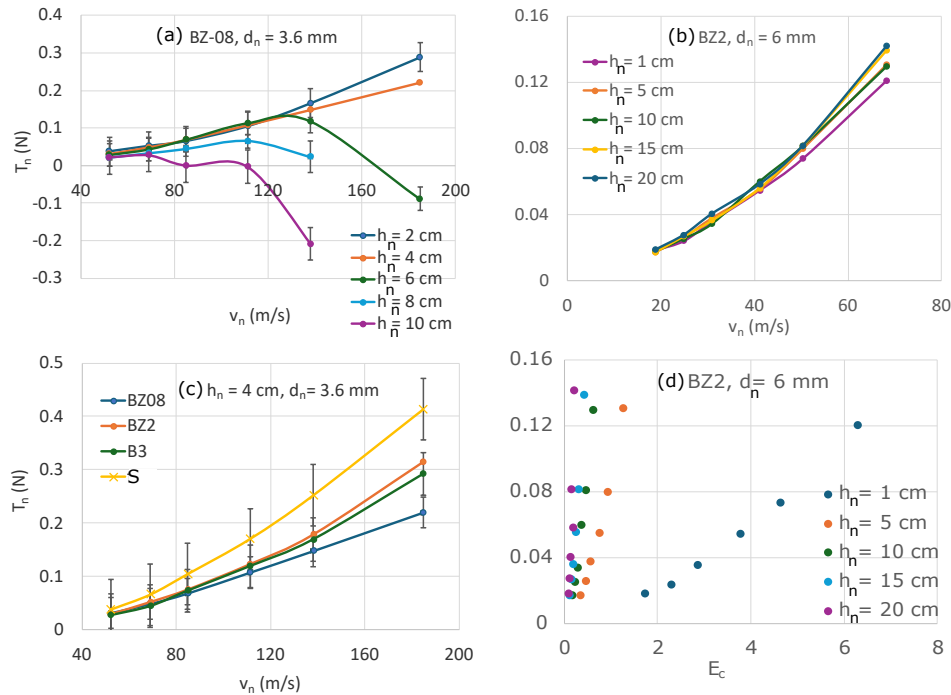 (a) BZ-08, dn = 3.6 mm
0.4
0.3
0.2
0.1
0
-0.1
-0.2
-0.3
40
80
120
160
200
Tn (N)
vn (m/s)
hn = 2 cm
hn = 4 cm
hn = 6 cm
hn = 8 cm
hn = 10 cm
(b) BZ2, dn = 6 mm
0.16
0.12
0.08
0.04
0
0
20
40
60
80
vn (m/s)
hn = 1 cm
hn = 5 cm
hn = 10 cm
hn = 15 cm
hn = 20 cm
(c) hn = 4 cm, dn = 3.6 mm
BZ08
BZ2
B3
S
0.5
0.4
0.3
0.2
0.1
0
40
80
120
160
200
Tn (N)
vn (m/s)
(d) BZ2, dn = 6 mm
0.16
0.12
0.08
0.04
0
0
2
4
6
8
Ec
hn = 1 cm
hn = 5 cm
hn = 10 cm
hn = 15 cm
hn = 20 cm